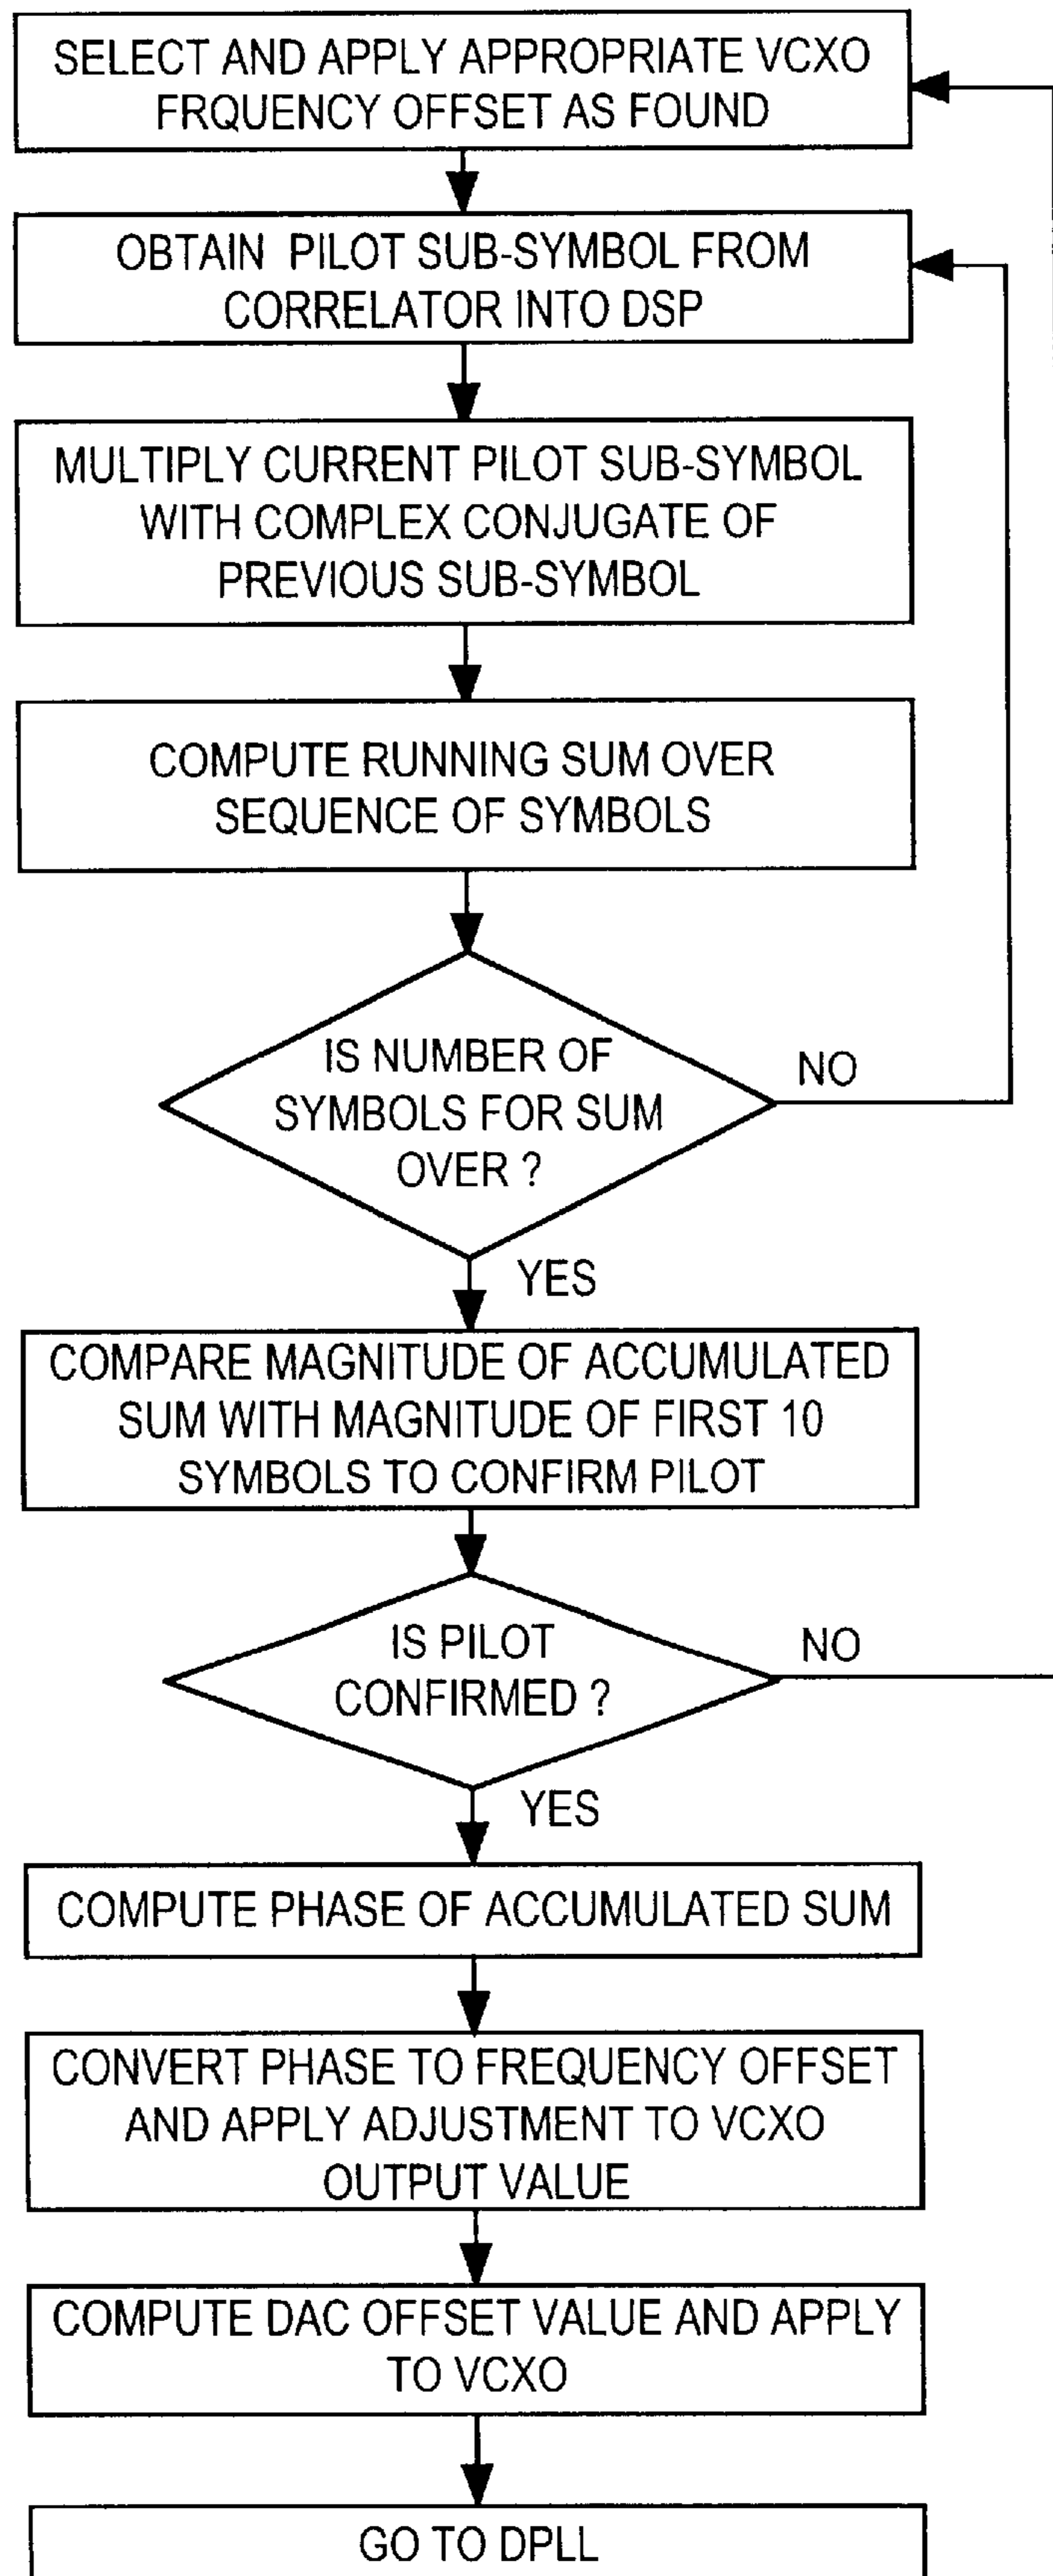 SELECT AND APPLY APPROPRIATE VCXO
FRQUENCY OFFSET AS FOUND
OBTAIN PILOT SUB-SYMBOL FROM
CORRELATOR INTO DSP
MULTIPLY CURRENT PILOT SUB-SYMBOL
WITH COMPLEX CONJUGATE OF
PREVIOUS SUB-SYMBOL
COMPUTE RUNNING SUM OVER
SEQUENCE OF SYMBOLS
IS NUMBER OF
SYMBOLS FOR SUM
OVER ?
NO
YES
COMPARE MAGNITUDE OF ACCUMULATED
SUM WITH MAGNITUDE OF FIRST 10
SYMBOLS TO CONFIRM PILOT
IS PILOT
CONFIRMED ?
NO
YES
COMPUTE PHASE OF ACCUMULATED SUM
CONVERT PHASE TO FREQUENCY OFFSET
AND APPLY ADJUSTMENT TO VCXO
OUTPUT VALUE
COMPUTE DAC OFFSET VALUE AND APPLY
TO VCXO
GO TO DPLL